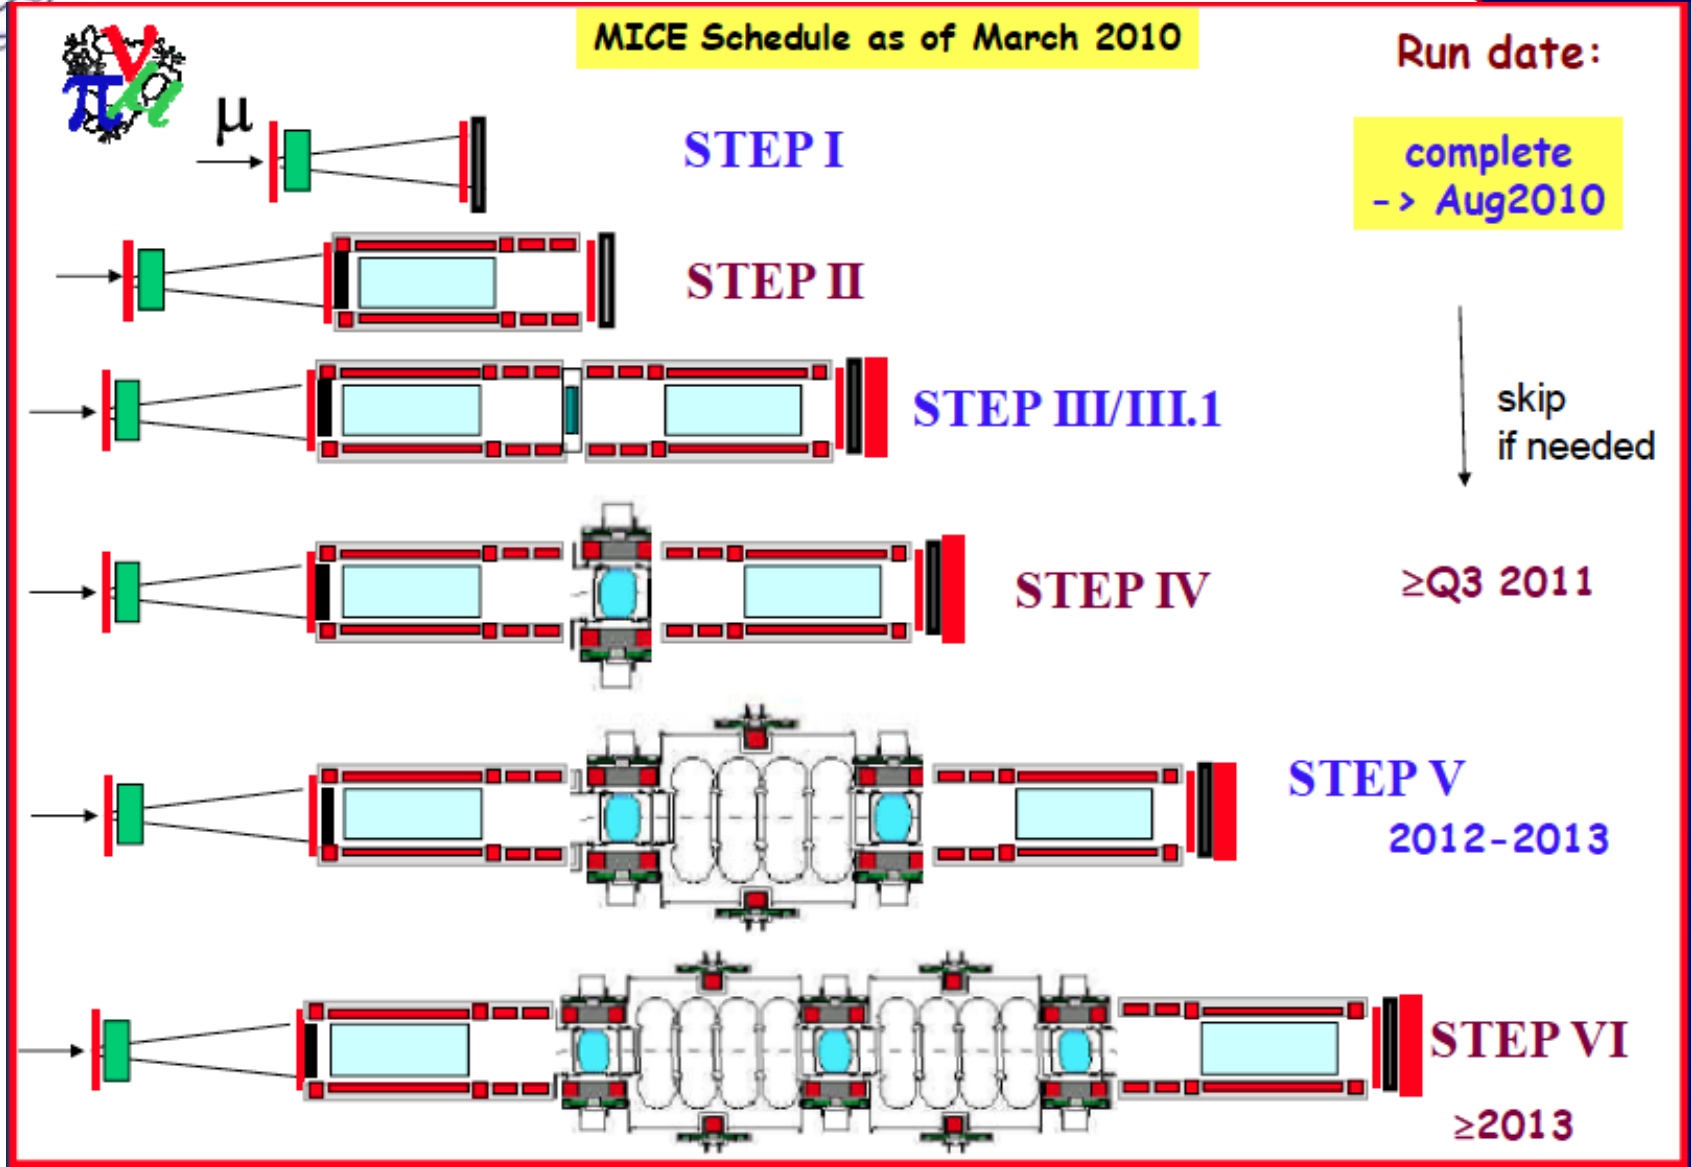 MICE Schedule as of March 2010
Run date:
ν
π μ
μ
STEP I
complete
-> Aug2010
STEP II
STEP III/III.1
skip
if needed
STEP IV
≥Q3 2011
STEP V
2012-2013
STEP VI
≥2013